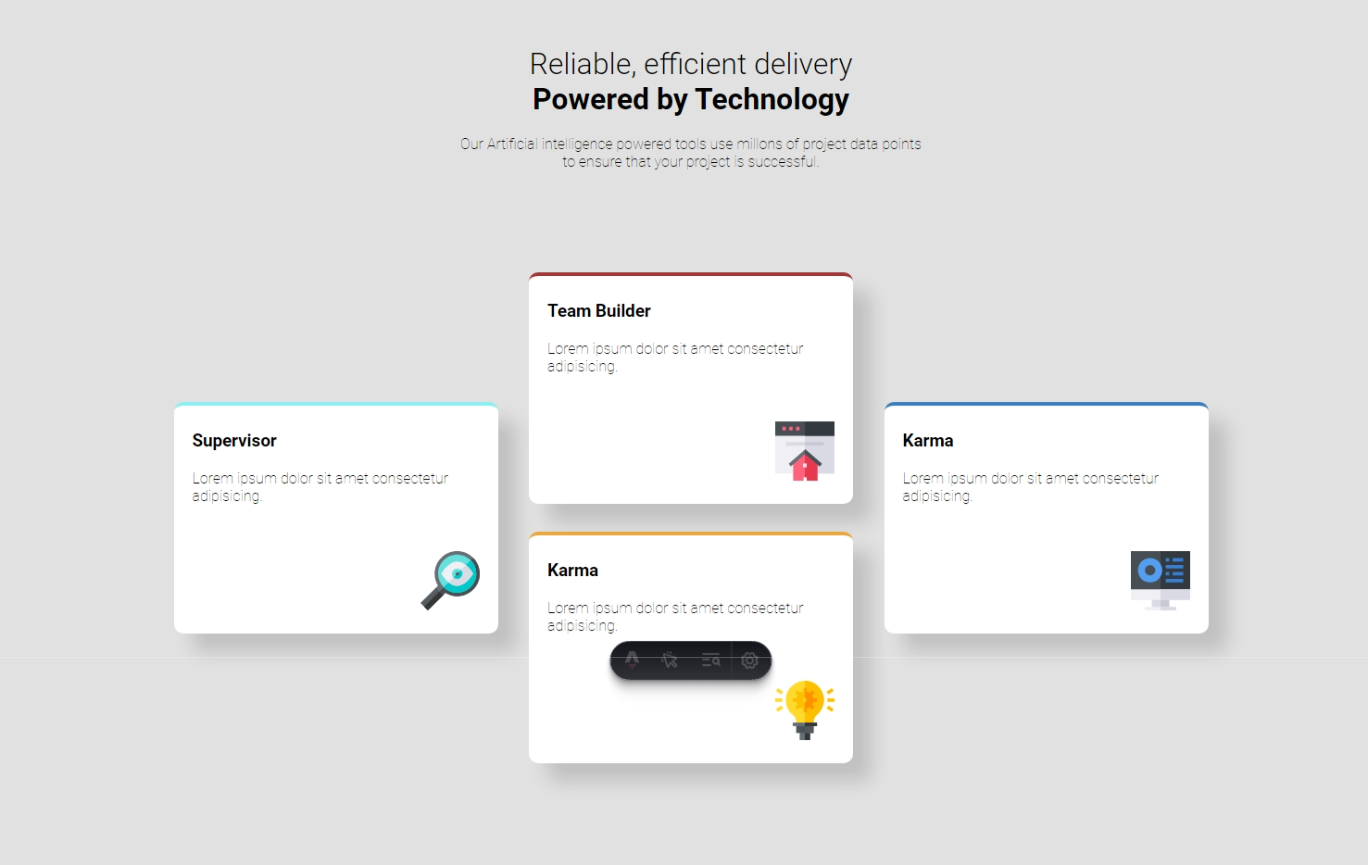 Reliable, efficient delivery
Powered by Technology
Our Artificial intelligence powered tools use millons of project data points
to ensure that your project is successful.
Team Builder
Lorem ipsum dolor sit amet consectetur
adipisicing.
Supervisor
Lorem ipsum dolor sit amet consectetur
adipisicing.
Karma
Lorem ipsum dolor sit amet consectetur
adipisicing.
Karma
Lorem ipsum dolor sit amet consectetur
adipisicing.